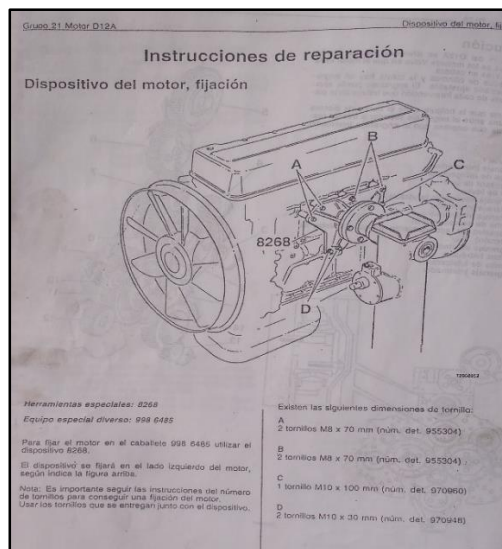 Grupo 21 Motor D12A
Dispositivo del motor, fij
Instrucciones de reparación
Dispositivo del motor, fijación
B
A
C
8268
D
Herramientas especiales: 8268
Equipo especial diverso: 998 6485
Para fijar el motor en el caballete 998 6485 utilizar el
dispositivo 8268.
El dispositivo se fijará en el lado izquierdo del motor,
según indica la figura arriba.
Nota: Es importante seguir las instrucciones del número
de tornillos para conseguir una fijación del motor.
Usar los tornillos que se entregan junto con el dispositivo.
Existen las siguientes dimensiones de tornillo:
A
2 tornillos M8 x 70 mm (núm. det. 955304)
B
2 tornillos M8 x 70 mm (núm. det. 955304)
C
1 tornillo M10 x 100 mm (núm. det. 970960)
D
2 tornillos M10 x 30 mm (núm. det. 970946)